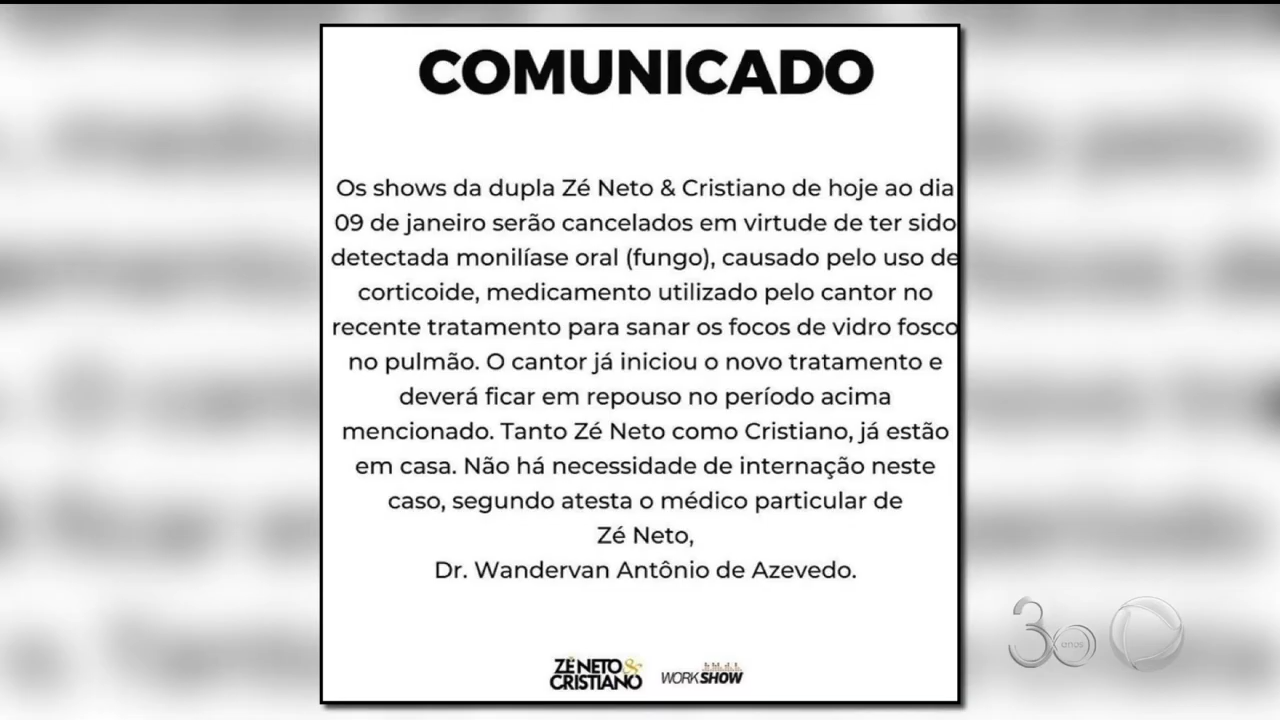 COMUNICADO
Os shows da dupla Zé Neto & Cristiano de hoje ao dia
09 de janeiro serão cancelados em virtude de ter sido
detectada monilíase oral (fungo), causado pelo uso de
corticoide, medicamento utilizado pelo cantor no
recente tratamento para sanar os focos de vidro fosco
no pulmão. O cantor já iniciou o novo tratamento e
deverá ficar em repouso no período acima
mencionado. Tanto Zé Neto como Cristiano, já estão
em casa. Não há necessidade de internação neste
caso, segundo atesta o médico particular de
Zé Neto,
Dr. Wandervan Antônio de Azevedo.
ZÉ NETO &
CRISTIANO
WORK SHOW
30 anos